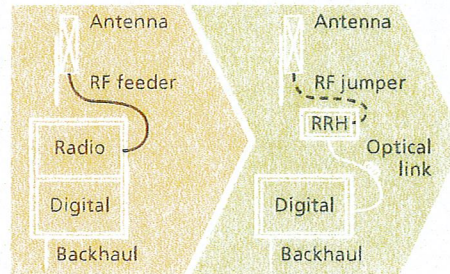 Antenna
RF feeder
Radio
Digital
Backhaul
Antenna
RF jumper
RRH
Optical
link
Digital
Backhaul